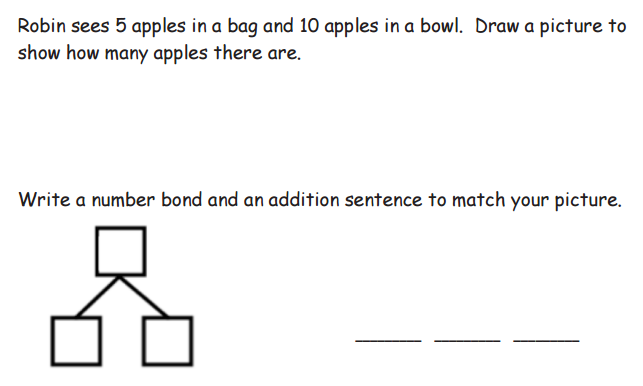 Robin sees 5 apples in a bag and 10 apples in a bowl. Draw a picture to
show how many apples there are.
Write a number bond and an addition sentence to match your picture.